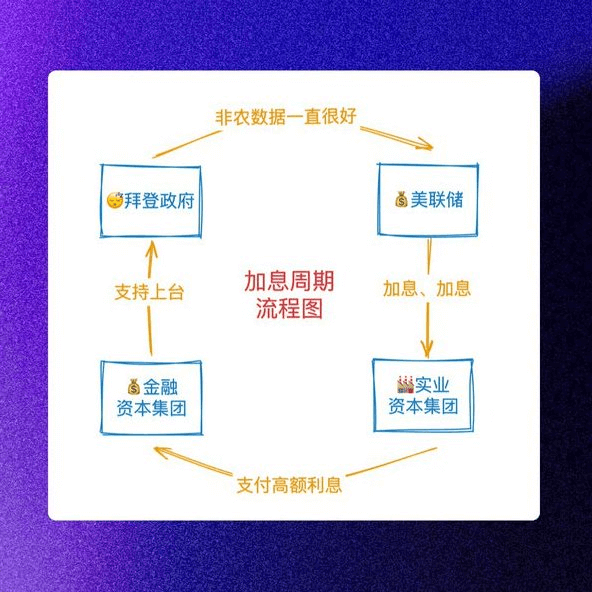 非农数据一直很好
😴拜登政府
💰美联储
支持上台
加息周期
流程图
加息、加息
💰金融
资本集团
🏭实业
资本集团
支付高额利息